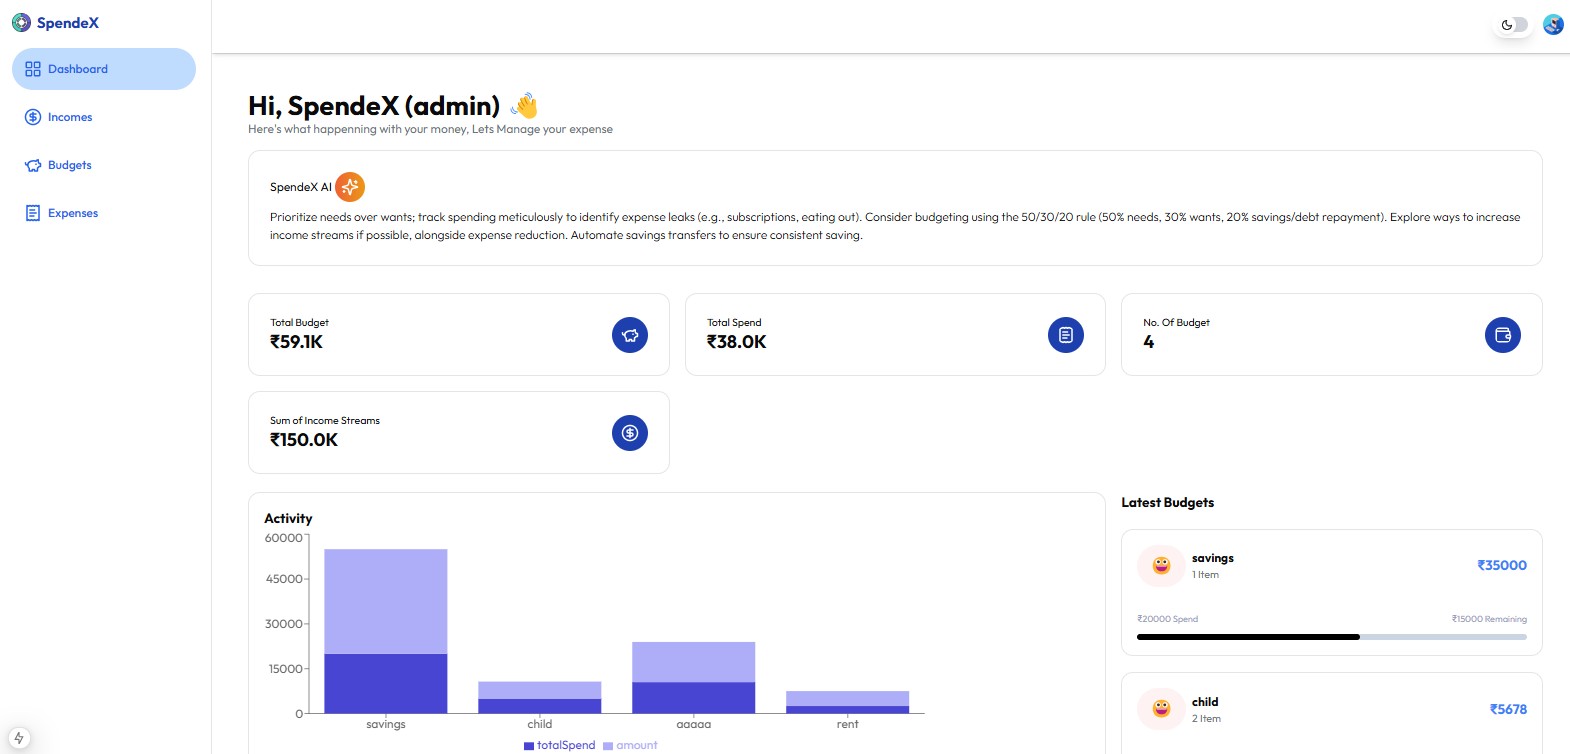 SpendeX
Dashboard
Incomes
Budgets
Expenses
Hi, SpendeX (admin) 👋
Here's what happenning with your money, Lets Manage your expense
SpendeX AI
Prioritize needs over wants; track spending meticulously to identify expense leaks (e.g., subscriptions, eating out). Consider budgeting using the 50/30/20 rule (50% needs, 30% wants, 20% savings/debt repayment). Explore ways to increase
income streams if possible, alongside expense reduction. Automate savings transfers to ensure consistent saving.
Total Budget
₹59.1K
Total Spend
₹38.0K
No. Of Budget
4
Sum of Income Streams
₹150.0K
Activity
60000
45000
30000
15000
0
savings
child
aaaaa
rent
totalSpend
amount
Latest Budgets
savings
1 Item
₹35000
₹20000 Spend
₹15000 Remaining
child
2 Item
₹5678